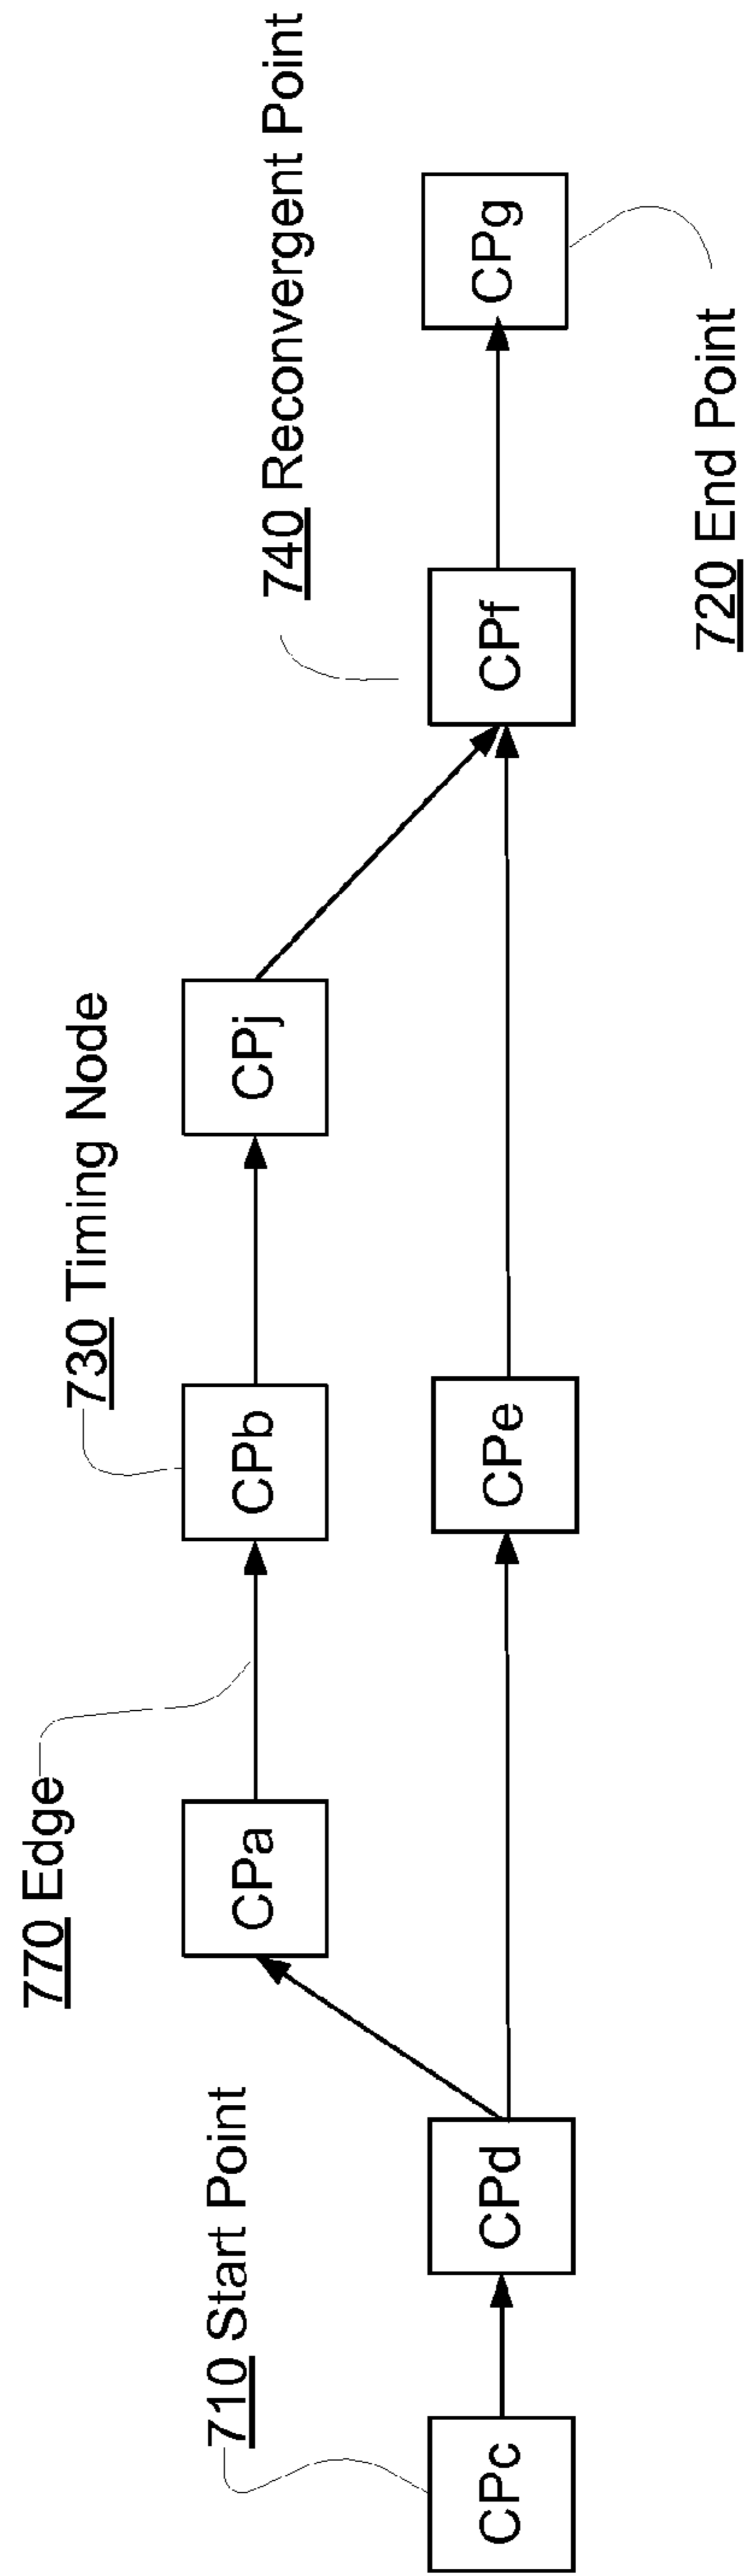 770 Edge
730 Timing Node
710 Start Point
740 Reconvergent Point
CPa
CPb
CPj
CPc
CPd
CPe
CPf
CPg
720 End Point